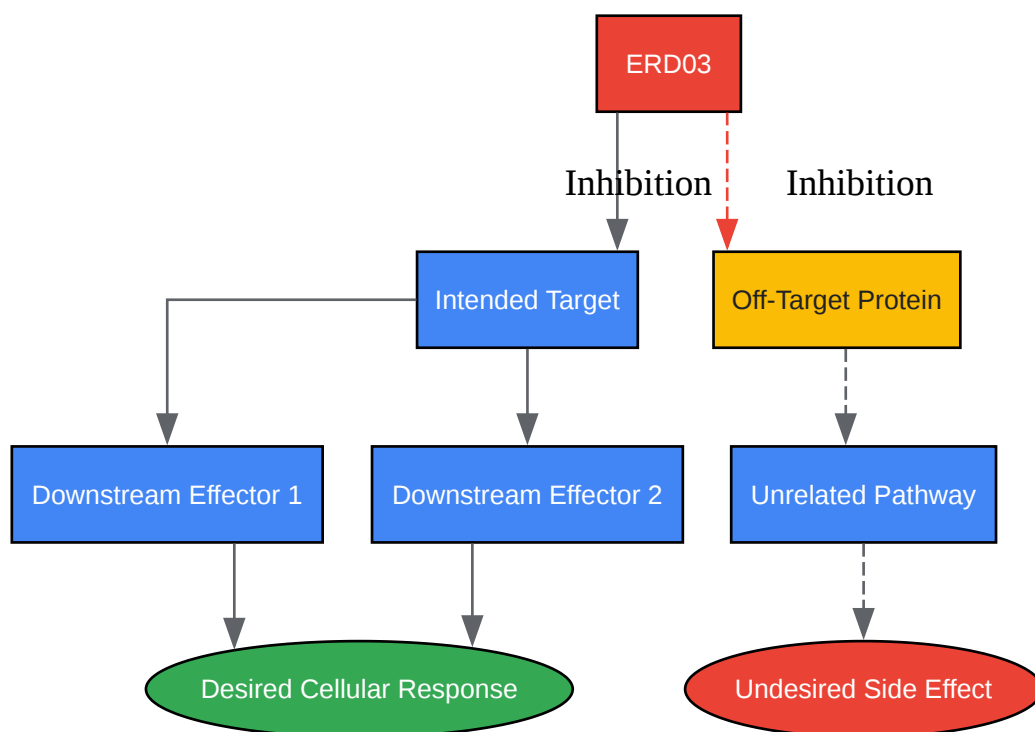 ERD03
Inhibition
Inhibition
Intended Target
Off-Target Protein
Downstream Effector 1
Downstream Effector 2
Unrelated Pathway
Desired Cellular Response
Undesired Side Effect